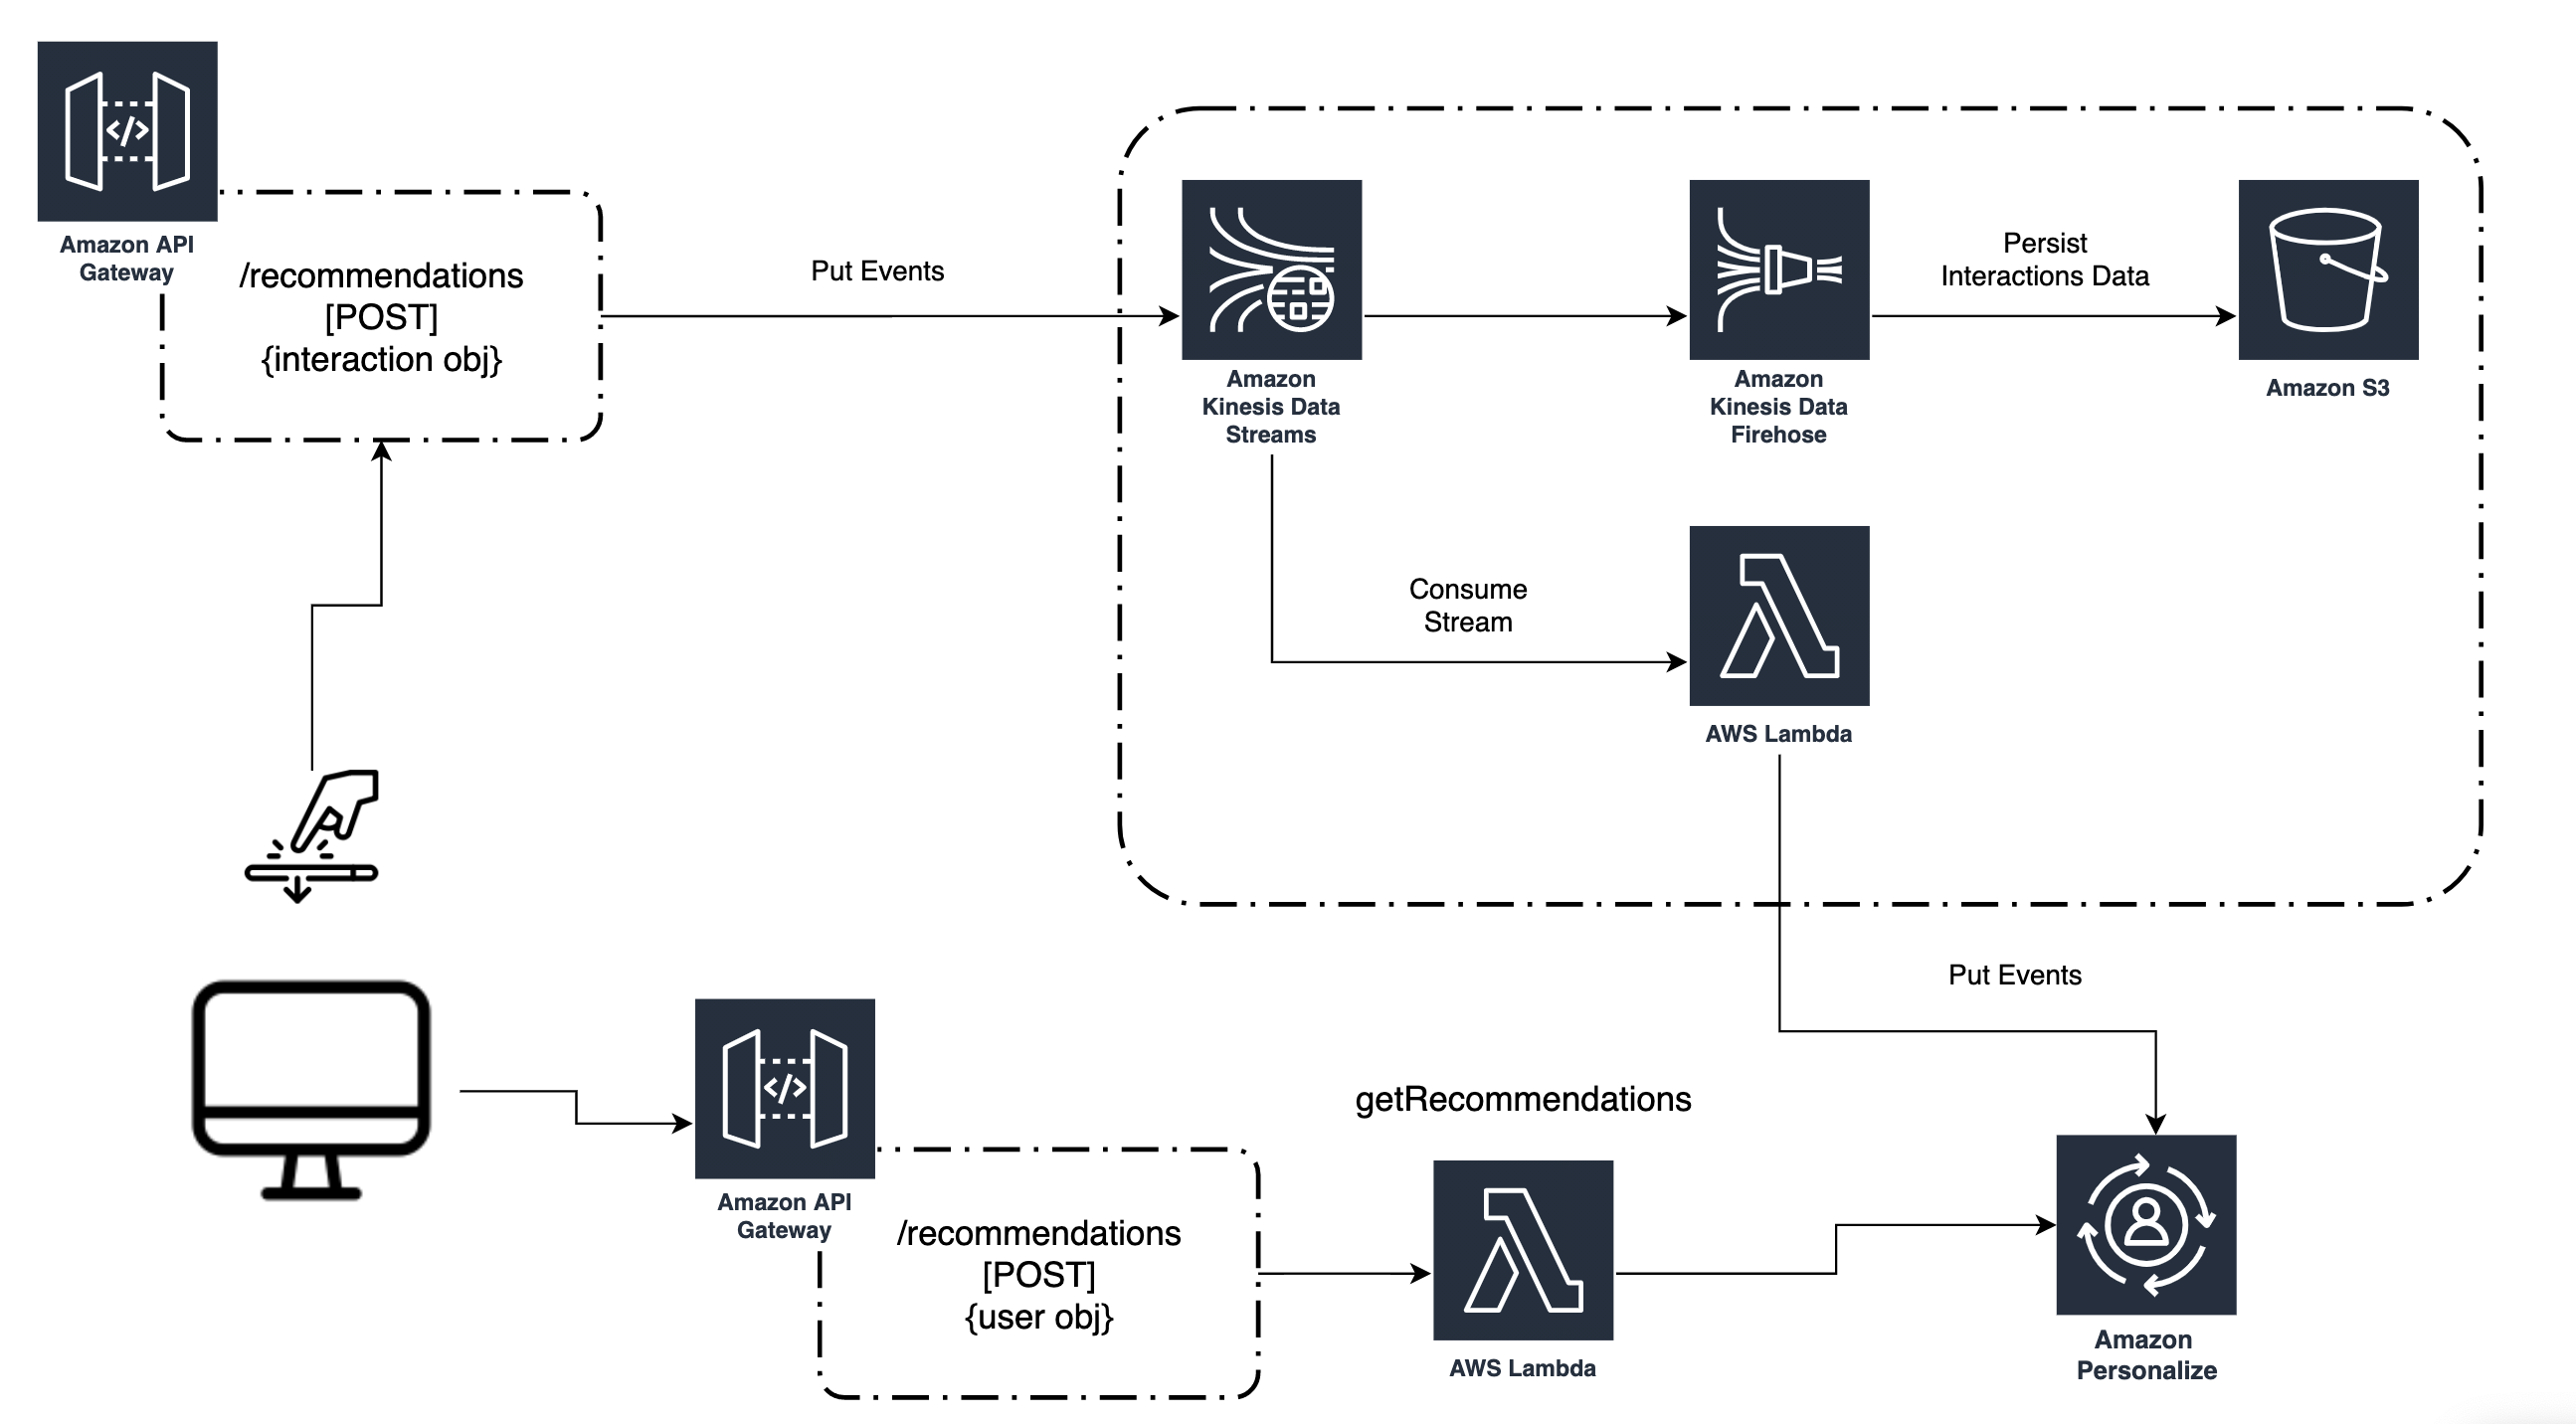 Amazon API
Gateway
/recommendations
[POST]
{interaction obj}
Put Events
Amazon
Kinesis Data
Streams
Amazon
Kinesis Data
Firehose
Persist
Interactions Data
Amazon S3
Consume
Stream
AWS Lambda
Put Events
Amazon API
Gateway
/recommendations
[POST]
{user obj}
getRecommendations
AWS Lambda
Amazon
Personalize